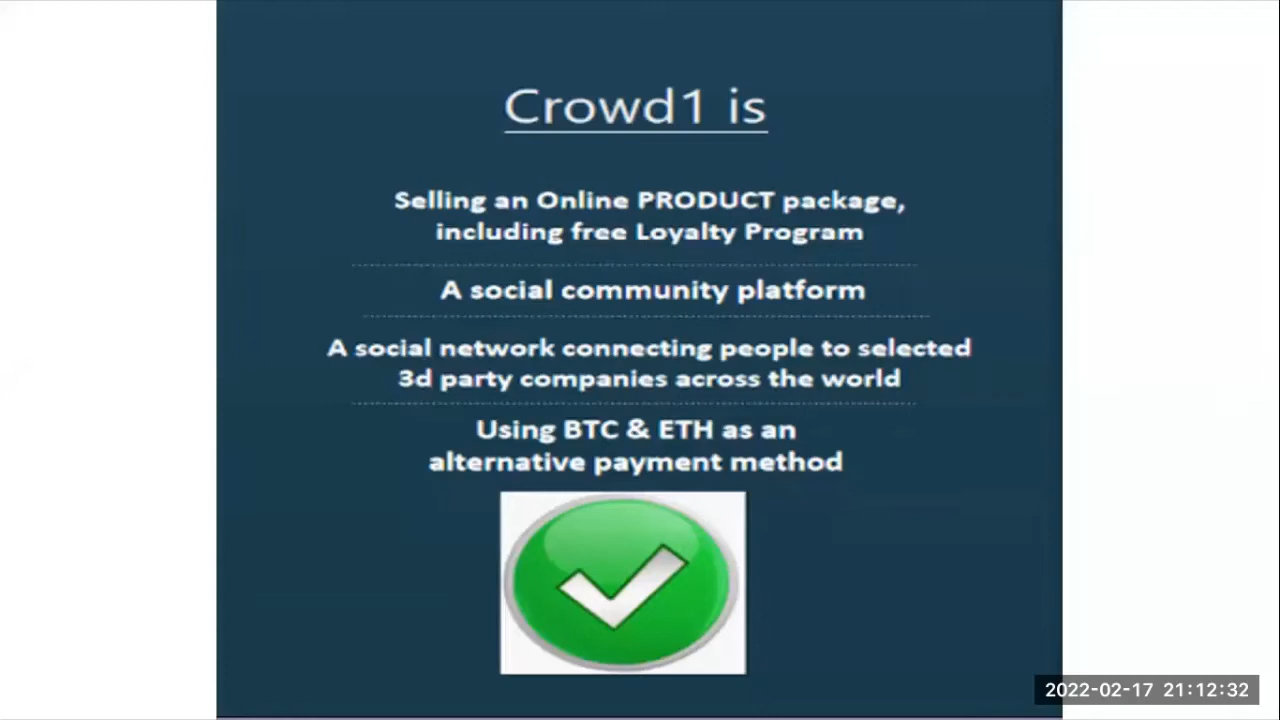 Crowd1 is
Selling an Online PRODUCT package,
including free Loyalty Program
A social community platform
A social network connecting people to selected
3d party companies across the world
Using BTC & ETH as an
alternative payment method
2022-02-17 21:12:32